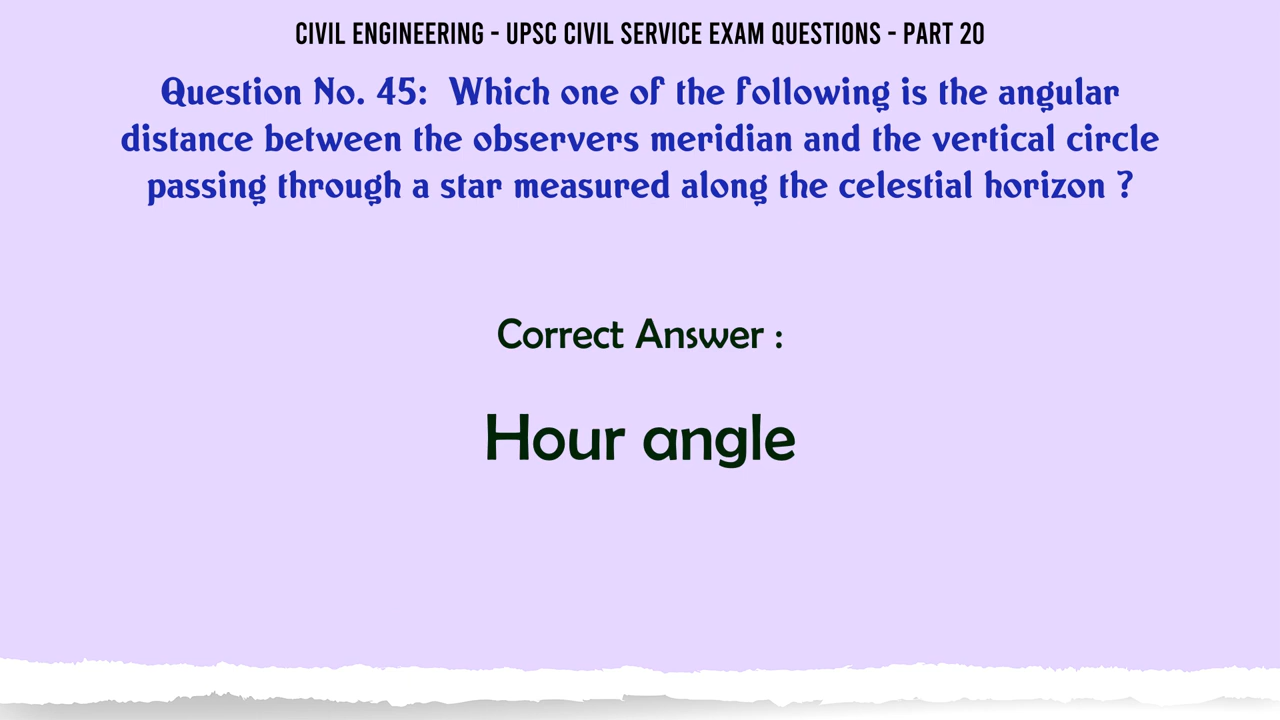 CIVIL ENGINEERING - UPSC CIVIL SERVICE EXAM QUESTIONS - PART 20
Question No. 45:  Which one of the following is the angular
distance between the observers meridian and the vertical circle
passing through a star measured along the celestial horizon ?
Correct Answer :
Hour angle